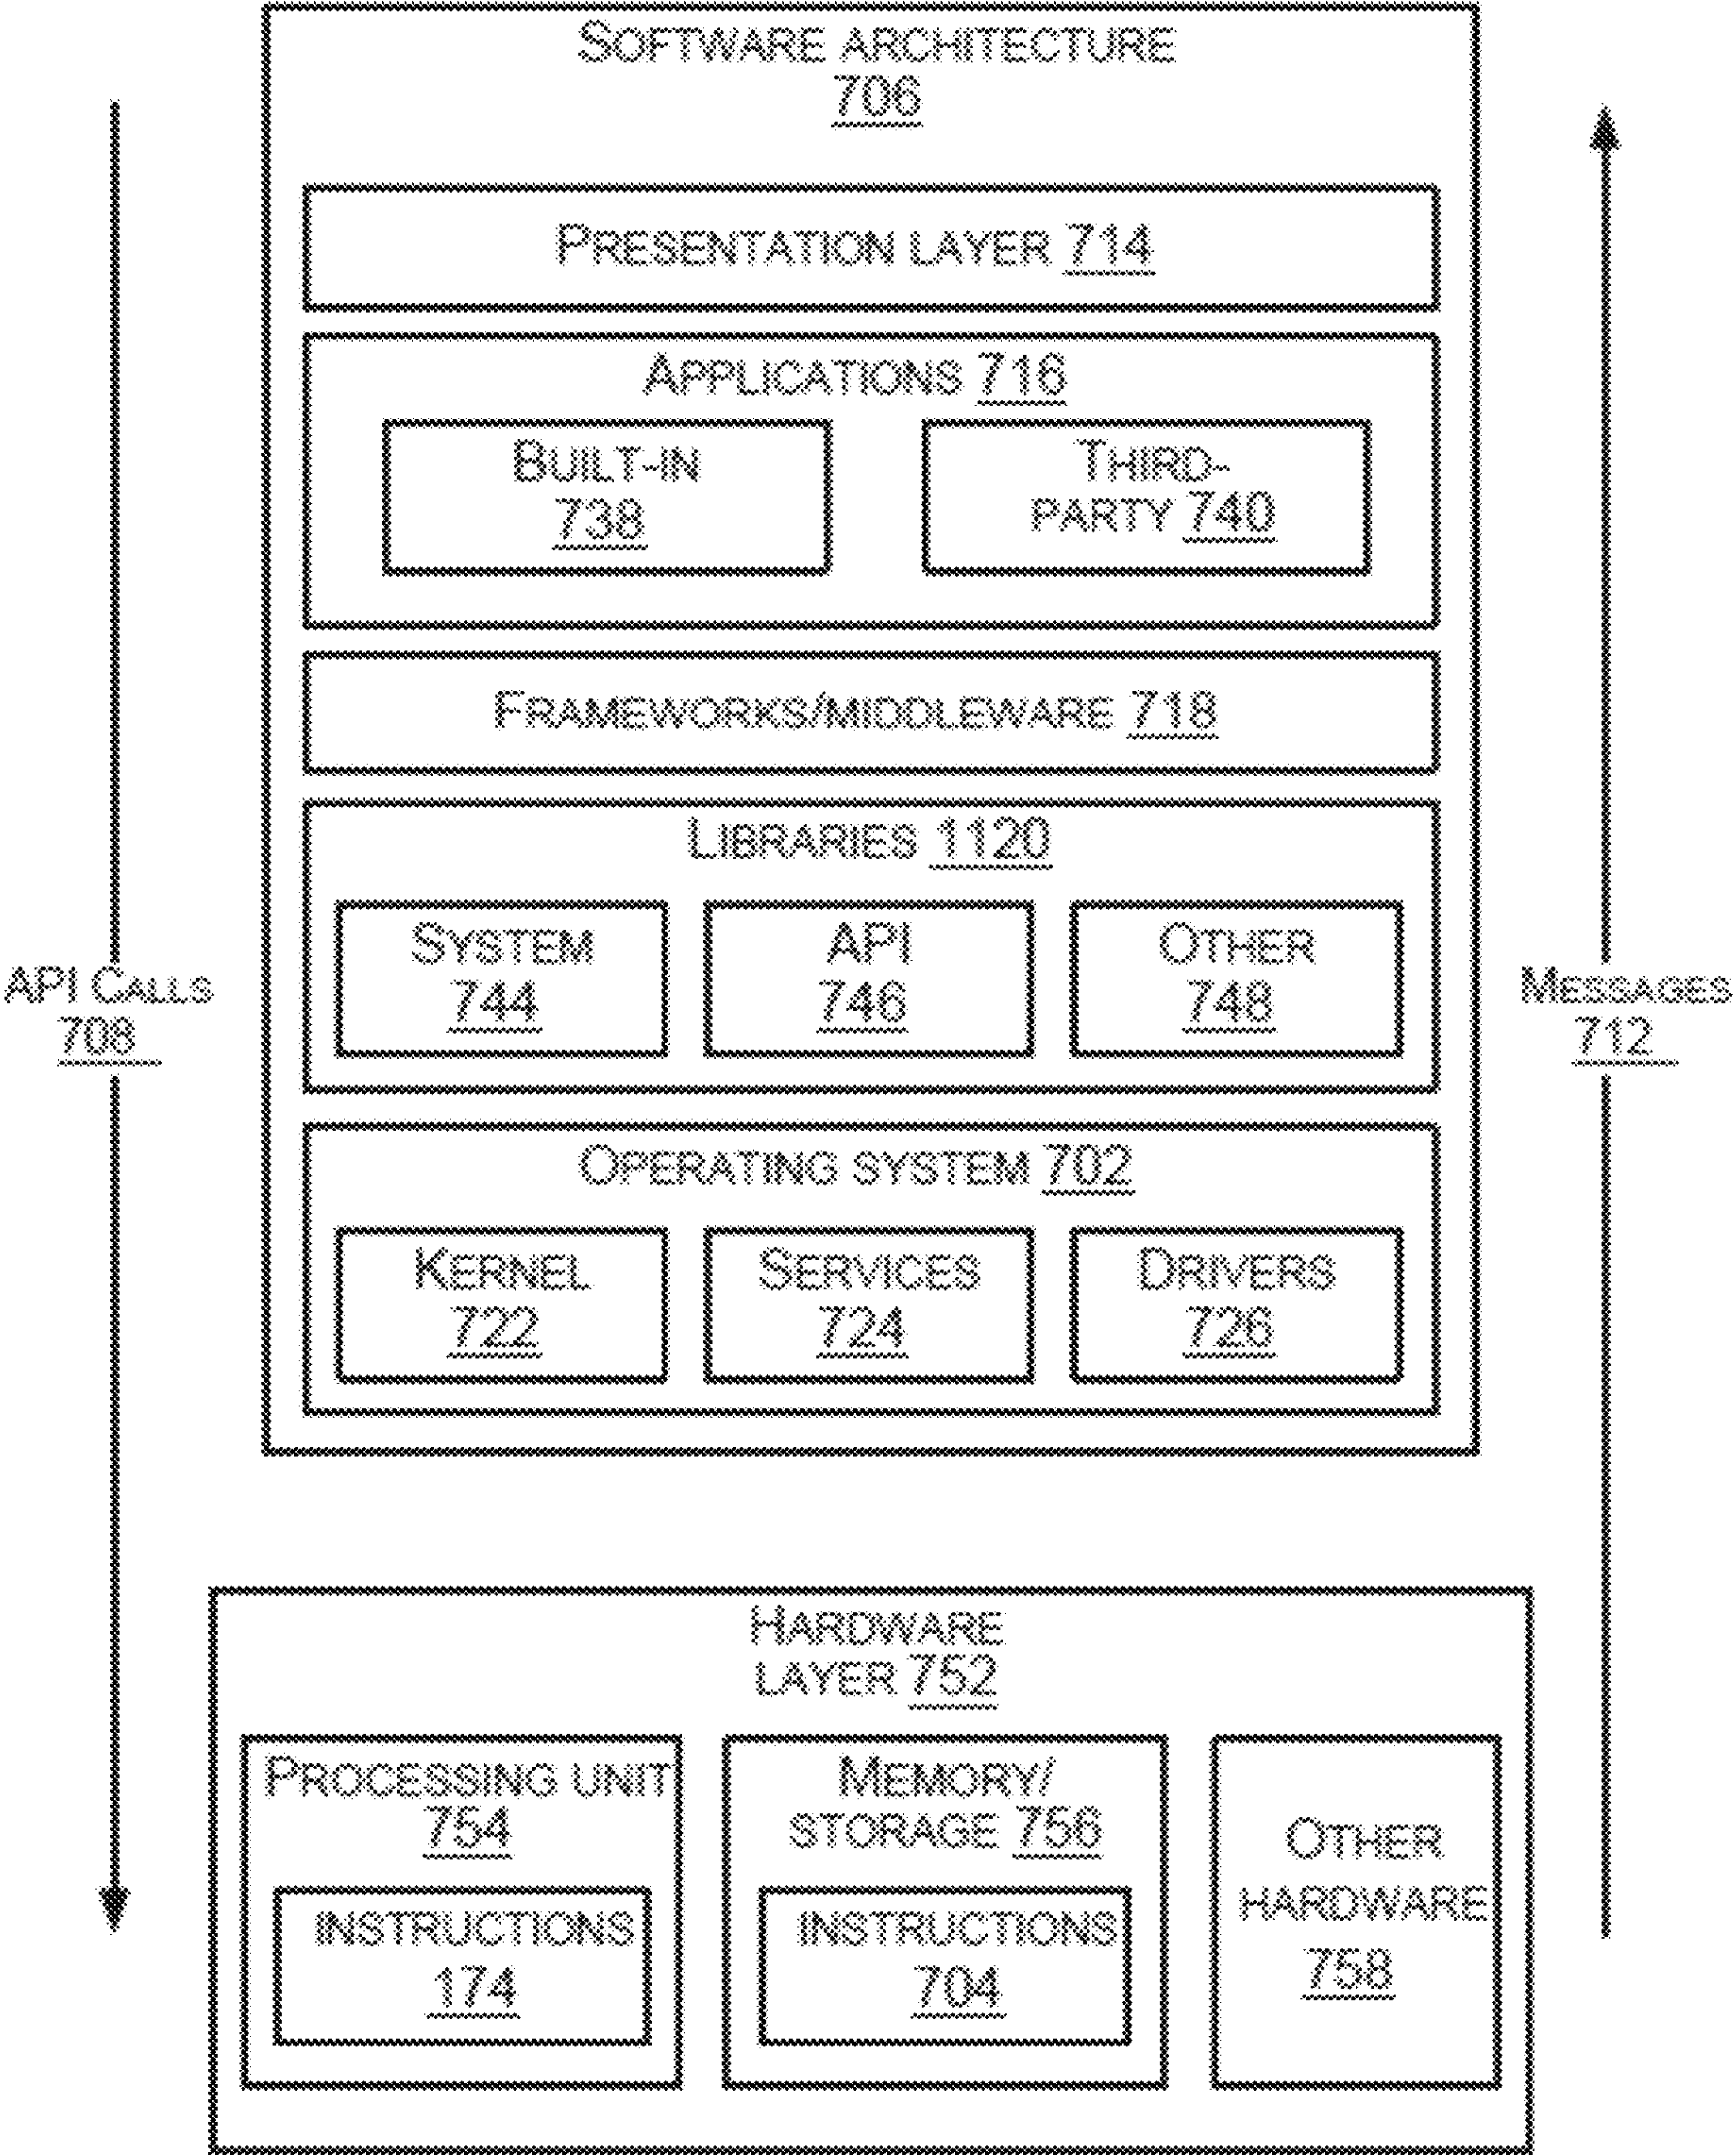 SOFTWARE ARCHITECTURE
706
PRESENTATION LAYER 714
APPLICATIONS 716
BUILT-IN
738
THIRD-
PARTY 740
FRAMEWORKS/MIDDLEWARE 718
LIBRARIES 1120
SYSTEM
744
API
746
OTHER
748
API CALLS
708
MESSAGES
712
OPERATING SYSTEM 702
KERNEL
722
SERVICES
724
DRIVERS
726
HARDWARE
LAYER 752
PROCESSING UNIT
754
INSTRUCTIONS
174
MEMORY/
STORAGE 756
INSTRUCTIONS
704
OTHER
HARDWARE
758